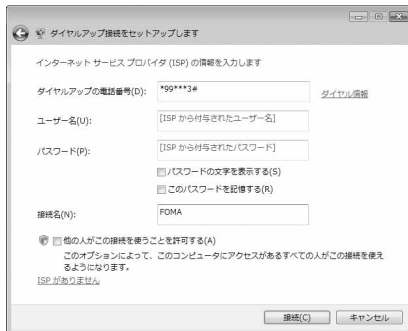 ダイヤルアップ接続をセットアップします
インターネット サービス プロバイダ (ISP) の情報を入力します
ダイヤルアップの電話番号(D):
*99***3#
ダイヤル情報
ユーザー名(U):
[ISP から付与されたユーザー名]
パスワード(P):
[ISP から付与されたパスワード]
パスワードの文字を表示する(S)
このパスワードを記憶する(R)
接続名(N):
FOMA
他の人がこの接続を使うことを許可する(A)
このオプションによって、このコンピュータにアクセスがあるすべての人がこの接続を使え
るようになります。
ISP がありません
接続(C)
キャンセル